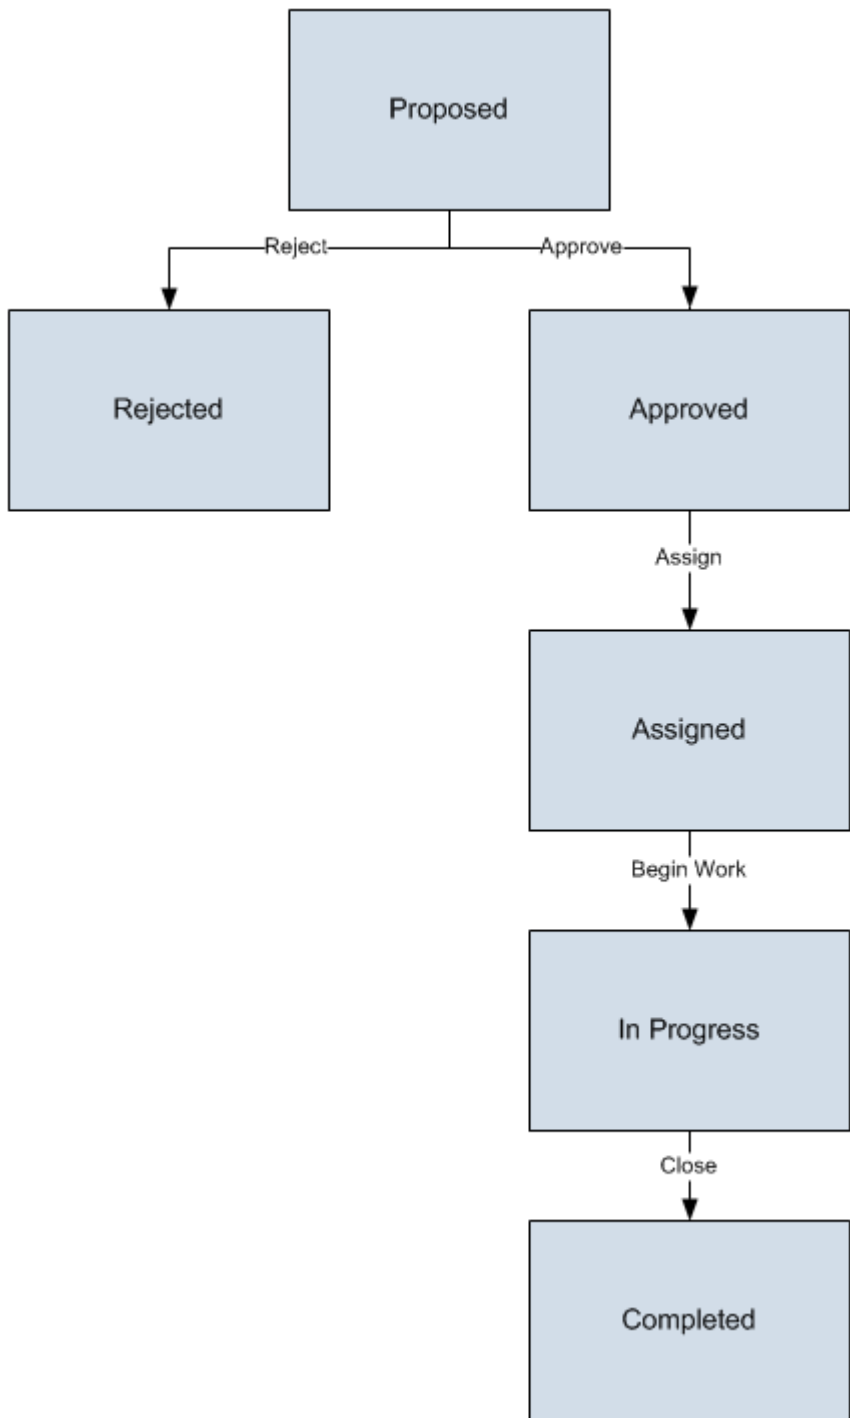 Proposed
Reject
Approve
Rejected
Approved
Assign
Assigned
Begin Work
In Progress
Close
Completed